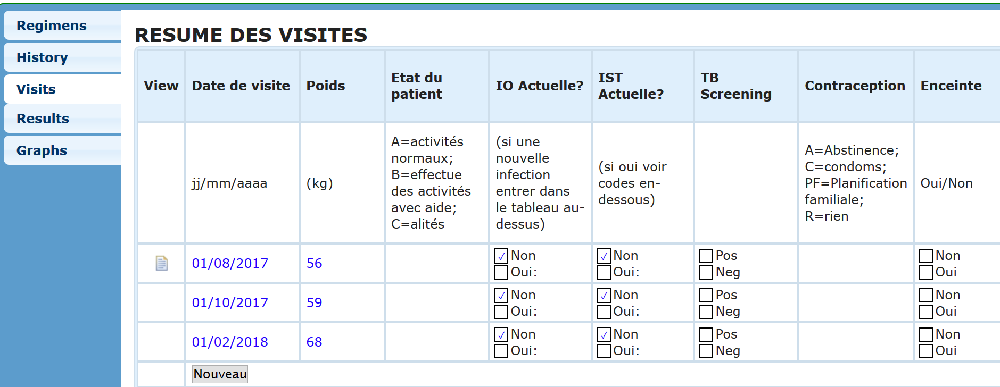 Regimens
History
Visits
Results
Graphs
RESUME DES VISITES
View
Date de visite
Poids
Etat du
patient
IO Actuelle?
IST
Actuelle?
TB
Screening
Contraception
Enceinte
jj/mm/aaaa
(kg)
A=activités
normaux;
B=effectue
des activités
avec aide;
C=alités
(si une
nouvelle
infection
entrer dans
le tableau au-
dessus)
(si oui voir
codes en-
dessous)
A=Abstinence;
C=condoms;
PF=Planification
familiale;
R=rien
Oui/Non
01/08/2017
56
✓ Non
Oui:
✓ Non
Oui:
Pos
Neg
Non
Oui
01/10/2017
59
✓ Non
Oui:
✓ Non
Oui:
Pos
Neg
Non
Oui
01/02/2018
68
✓ Non
Oui:
✓ Non
Oui:
Pos
Neg
Non
Oui
Nouveau